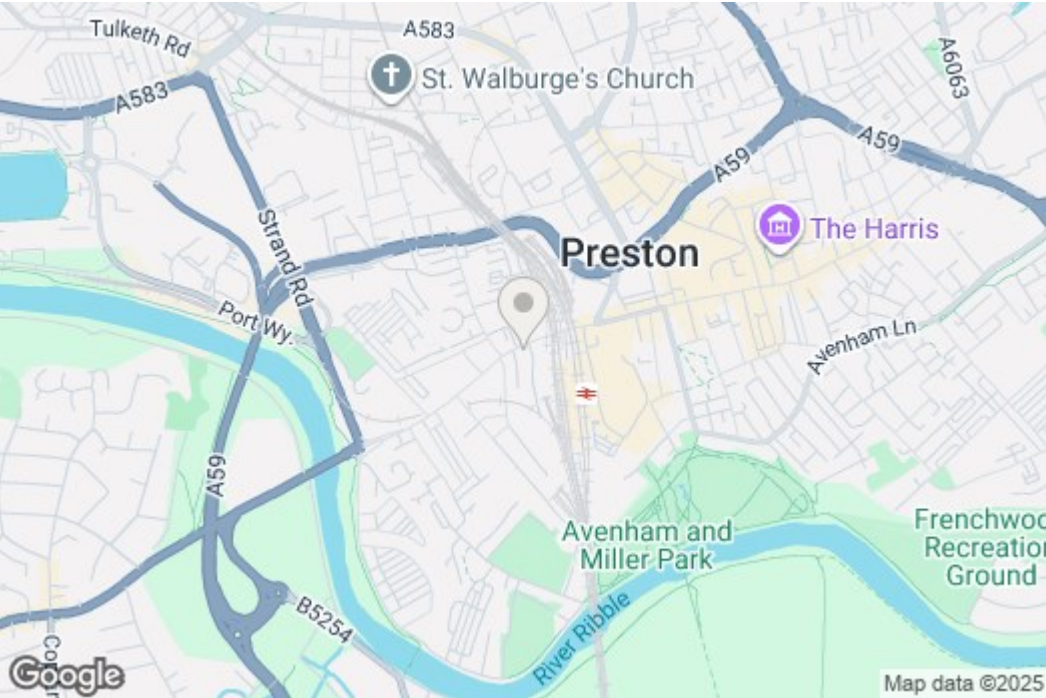 Tulketh Rd
A583
A6063
St. Walburge's Church
A583
A59
A59
Strand Rd
The Harris
Preston
Port Wy.
Avenham Ln
A59
Avenham and
Miller Park
Frenchwoo
Recreation
Ground
B5254
River Ribble
Google
Map data ©2025